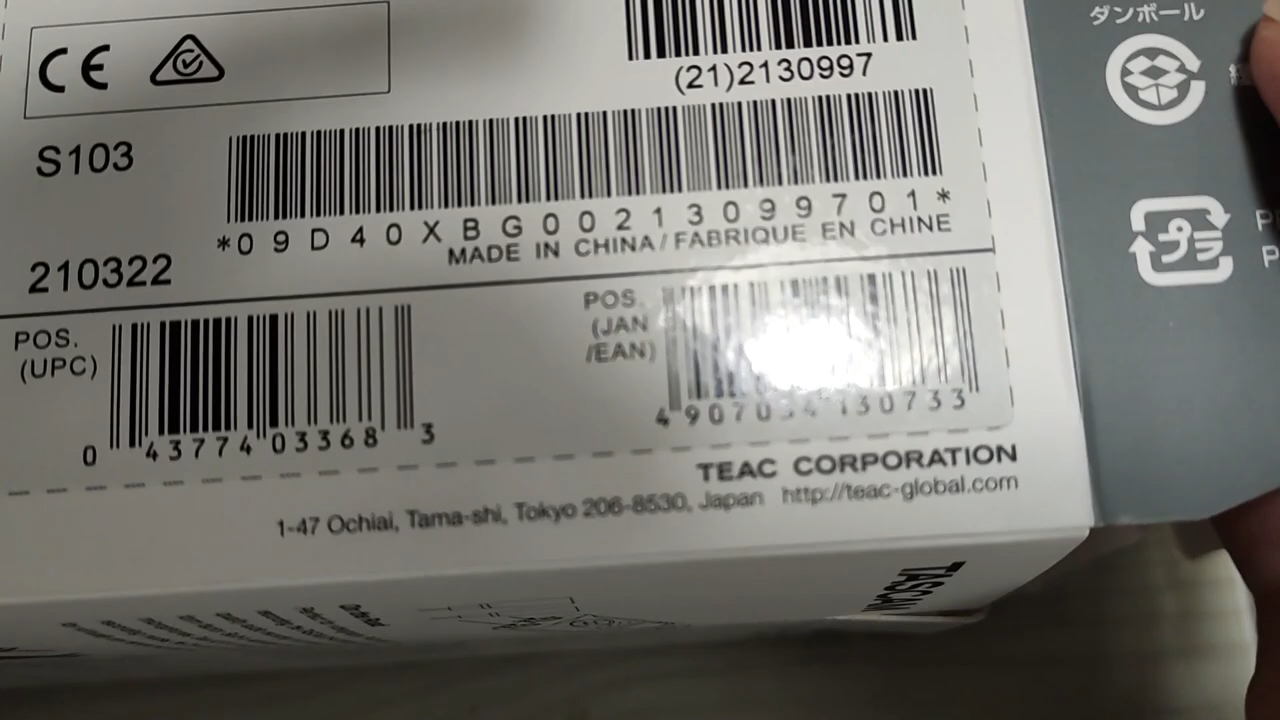 ダンボール
CE
(21)2130997
S103
*09D40XBG00213099701*
MADE IN CHINA/FABRIQUE EN CHINE
210322
POS.
(UPC)
0 43774 03368 3
POS.
(JAN
/EAN)
TEAC CORPORATION
1-47 Ochiai, Tama-shi, Tokyo 206-8530, Japan http://teac-global.com
プラ
TASCAM